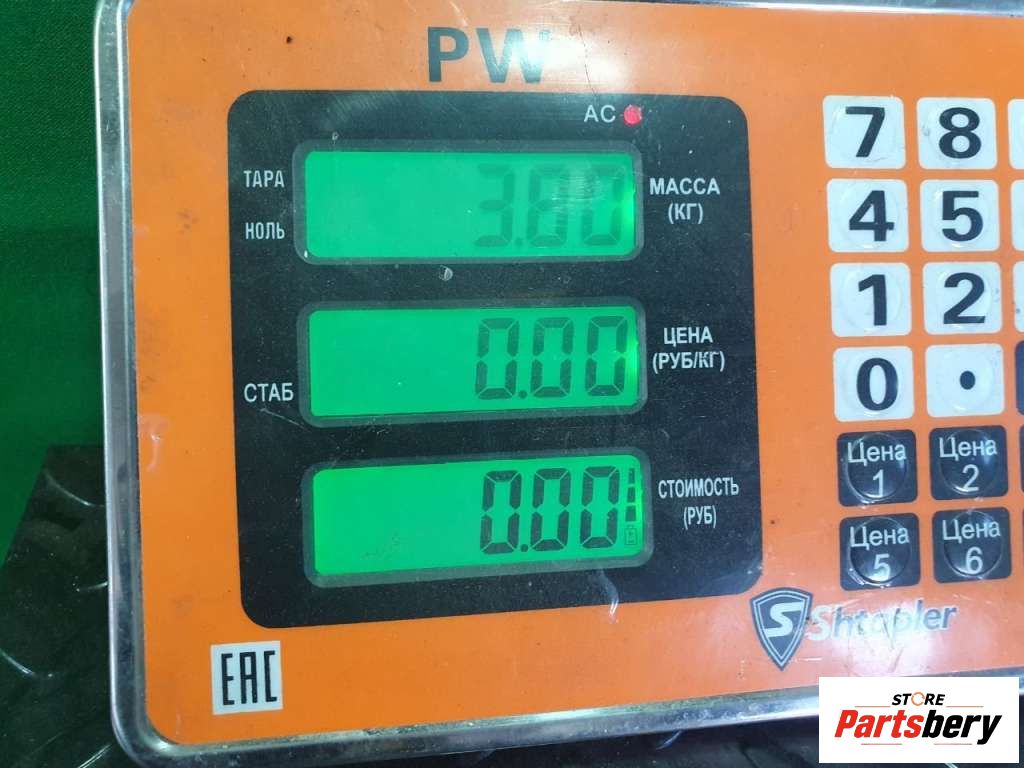 PW
AC
ТАРА
НОЛЬ
3.80
МАССА
(КГ)
СТАБ
0.00
ЦЕНА
(РУБ/КГ)
0.00
СТОИМОСТЬ
(РУБ)
7 8
4 5
1 2
0 .
Цена
1
Цена
2
Цена
5
Цена
6
S Shtapler
EAC
STORE
Partsbery